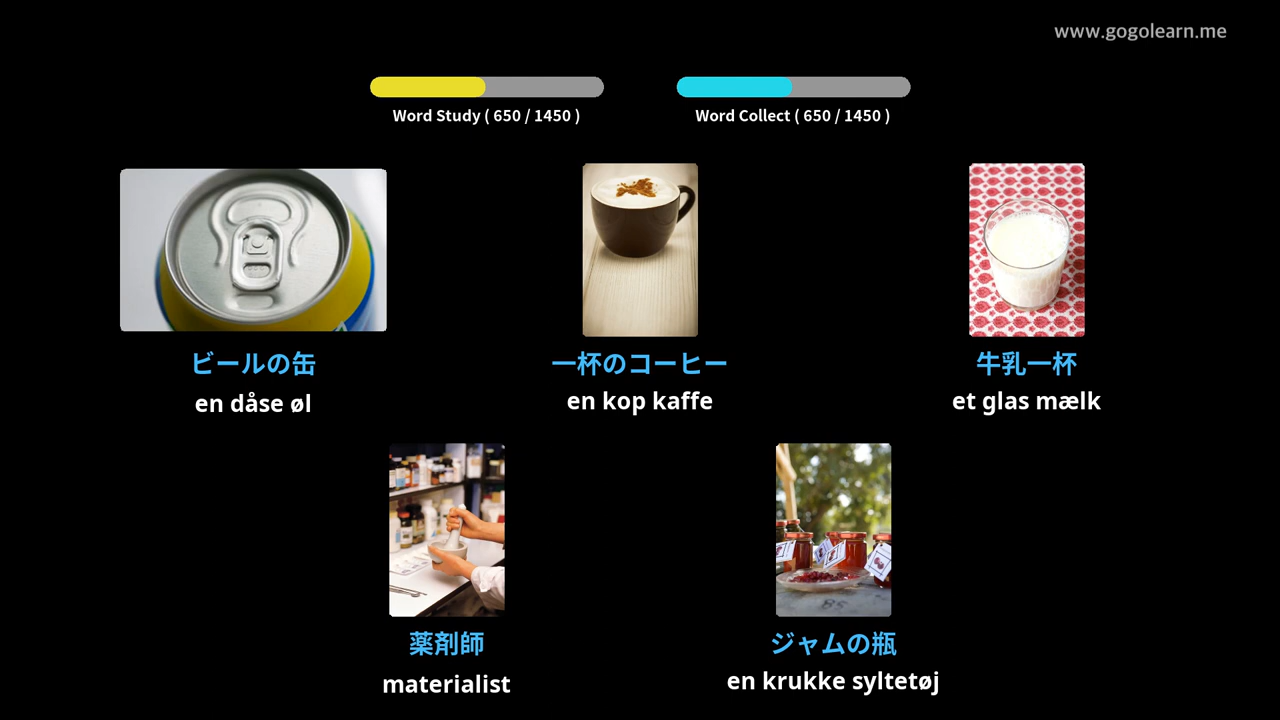 www.gogolearn.me
Word Study ( 650 / 1450 )
Word Collect ( 650 / 1450 )
ビールの缶
en dåse øl
一杯のコーヒー
en kop kaffe
牛乳一杯
et glas mælk
薬剤師
materialist
ジャムの瓶
en krukke syltetøj